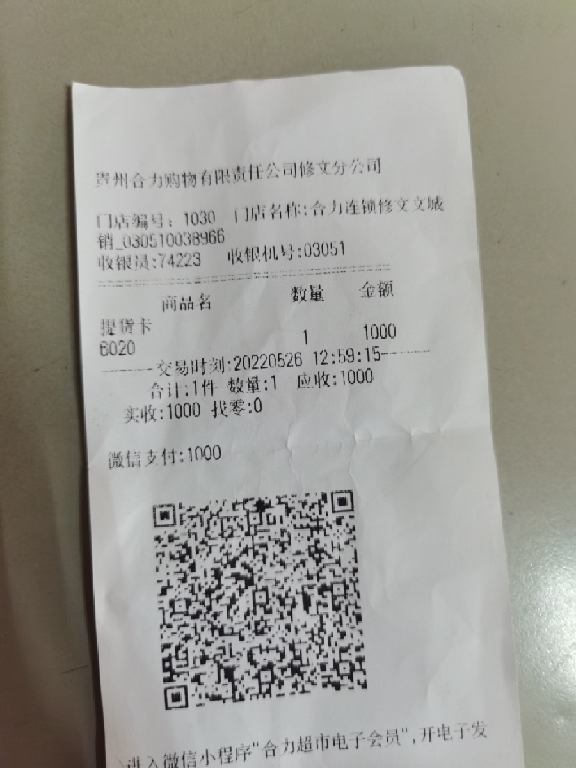 贵州合力购物有限责任公司修文分公司
门店编号: 1030 门店名称:合力连锁修文文城
销_030510038966
收银员:74223 收银机号:03051
商品名 数量 金额
提货卡
6020 1 1000
交易时刻:20220526 12:59:15
合计:1件 数量:1 应收:1000
实收:1000 找零:0
微信支付:1000
进入微信小程序"合力超市电子会员",开电子发